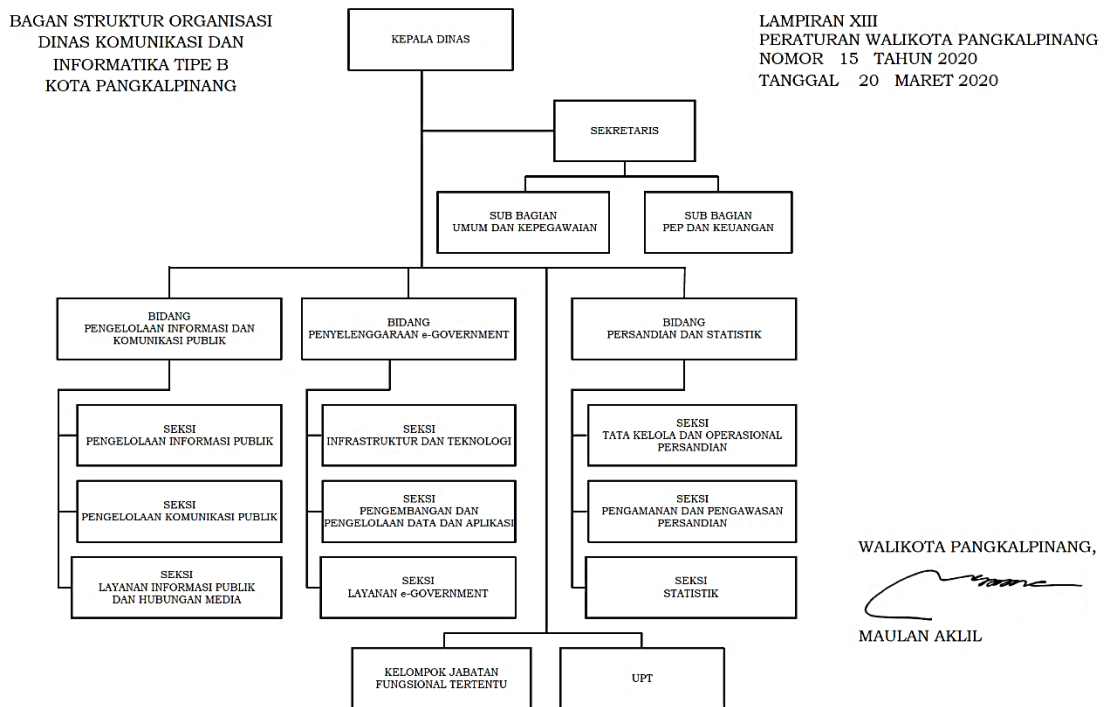 BAGAN STRUKTUR ORGANISASI
DINAS KOMUNIKASI DAN
INFORMATIKA TIPE B
KOTA PANGKALPINANG
KEPALA DINAS
LAMPIRAN XIII
PERATURAN WALIKOTA PANGKALPINANG
NOMOR 15 TAHUN 2020
TANGGAL 20 MARET 2020
SEKRETARIS
SUB BAGIAN
UMUM DAN KEPEGAWAIAN
SUB BAGIAN
PEP DAN KEUANGAN
BIDANG
PENGELOLAAN INFORMASI DAN
KOMUNIKASI PUBLIK
BIDANG
PENYELENGGARAAN e-GOVERNMENT
BIDANG
PERSANDIAN DAN STATISTIK
SEKSI
PENGELOLAAN INFORMASI PUBLIK
SEKSI
INFRASTRUKTUR DAN TEKNOLOGI
SEKSI
TATA KELOLA DAN OPERASIONAL
PERSANDIAN
SEKSI
PENGELOLAAN KOMUNIKASI PUBLIK
SEKSI
PENGEMBANGAN DAN
PENGELOLAAN DATA DAN APLIKASI
SEKSI
PENGAMANAN DAN PENGAWASAN
PERSANDIAN
SEKSI
LAYANAN INFORMASI PUBLIK
DAN HUBUNGAN MEDIA
SEKSI
LAYANAN e-GOVERNMENT
SEKSI
STATISTIK
WALIKOTA PANGKALPINANG,
MAULAN AKLIL
KELOMPOK JABATAN
FUNGSIONAL TERTENTU
UPT